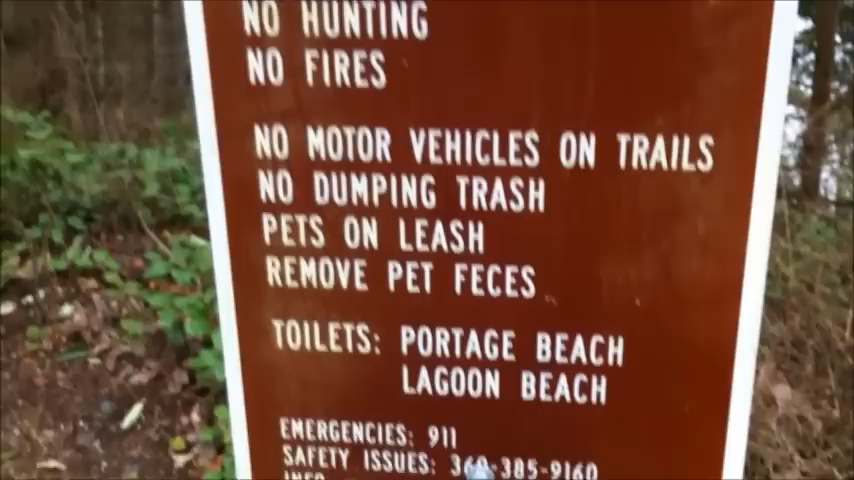 NO HUNTING
NO FIRES
NO MOTOR VEHICLES ON TRAILS
NO DUMPING TRASH
PETS ON LEASH
REMOVE PET FECES
TOILETS: PORTAGE BEACH
LAGOON BEACH
EMERGENCIES: 911
SAFETY ISSUES: 360-385-9160
INFO